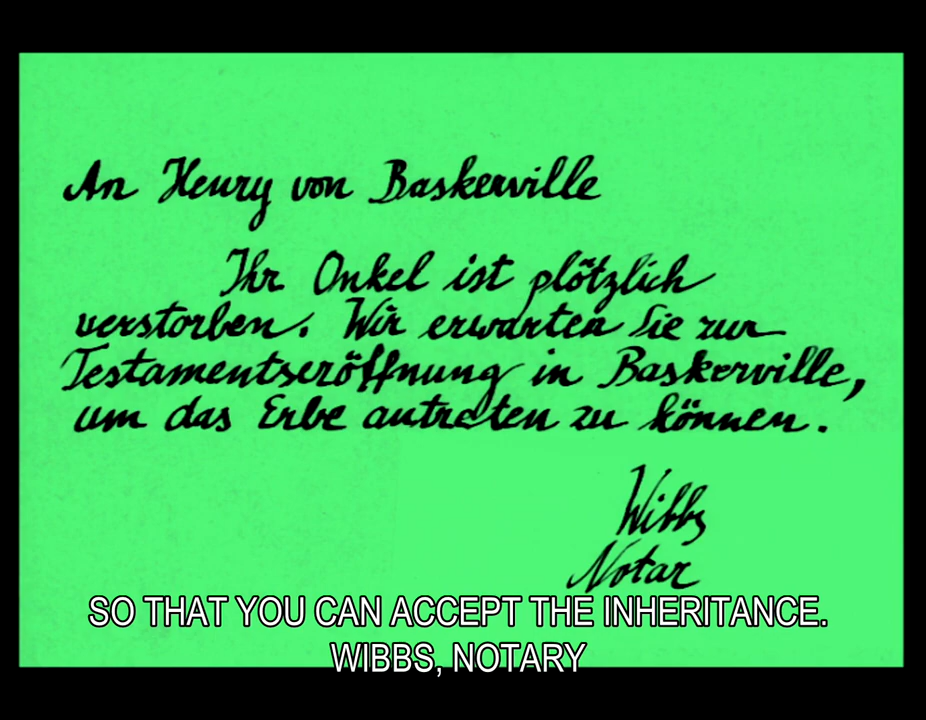 An Henry von Baskerville
Ihr Onkel ist plötzlich
verstorben. Wir erwarten Sie zur
Testamentseröffnung in Baskerville,
um das Erbe antreten zu können.
Wibbs
Notar
SO THAT YOU CAN ACCEPT THE INHERITANCE.
WIBBS, NOTARY